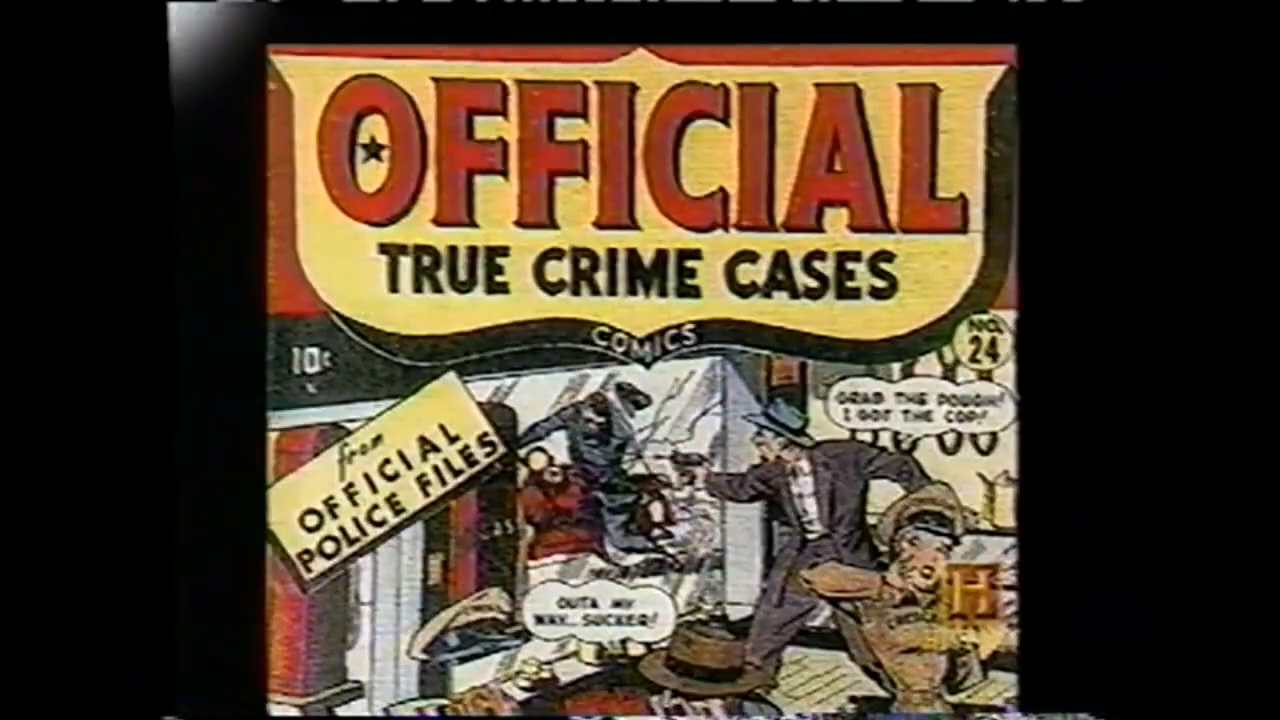 OFFICIAL
TRUE CRIME CASES
COMICS
NO.
24
10¢
from
OFFICIAL
POLICE FILES
GRAB THE DOUGH!
I GOT THE COP!
OUTA MY
WAY.. SUCKER!
H